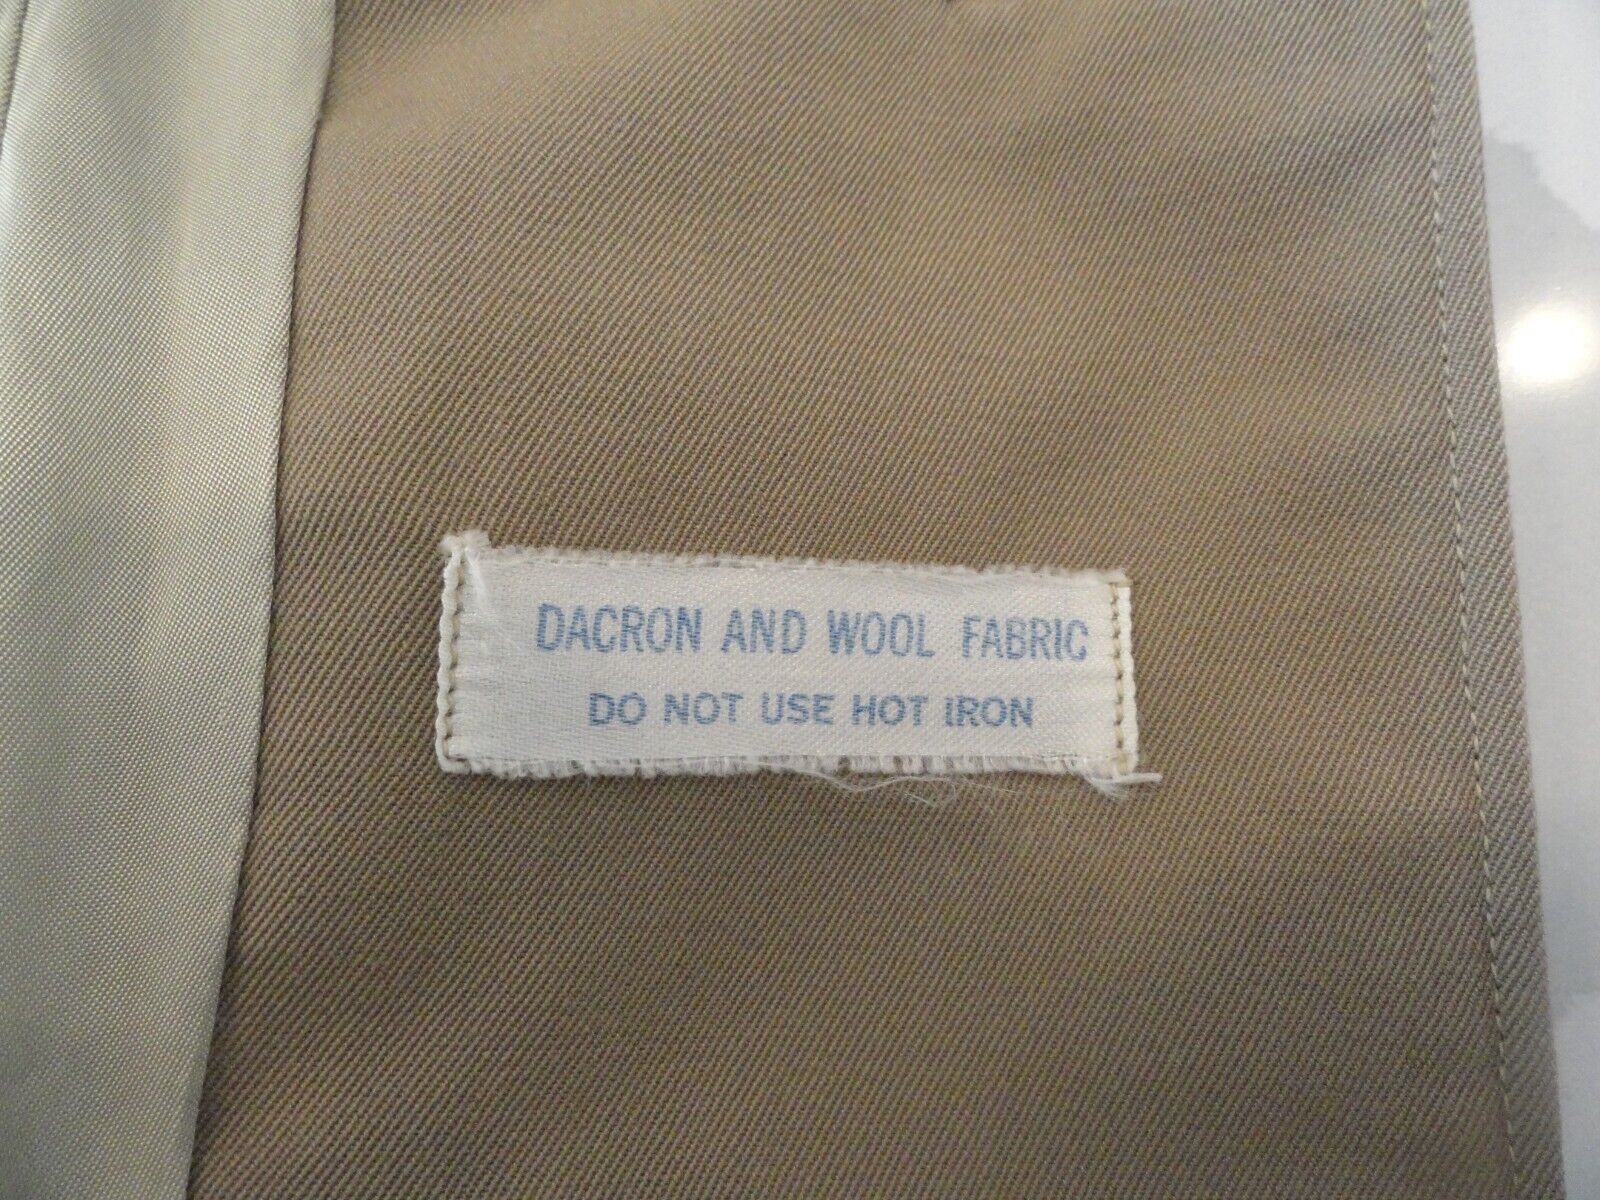 DACRON AND WOOL FABRIC
DO NOT USE HOT IRON